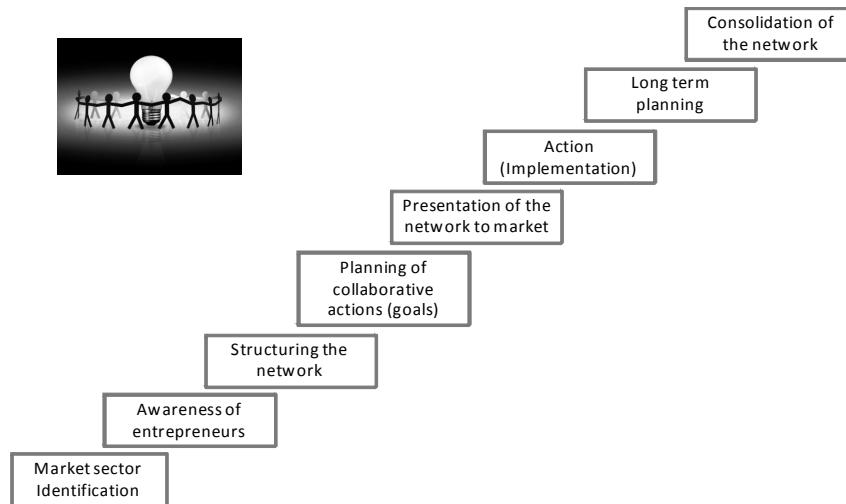 Consolidation of
the network
Long term
planning
Action
(Implementation)
Presentation of the
network to market
Planning of
collaborative
actions (goals)
Structuring the
network
Awareness of
entrepreneurs
Market sector
Identification